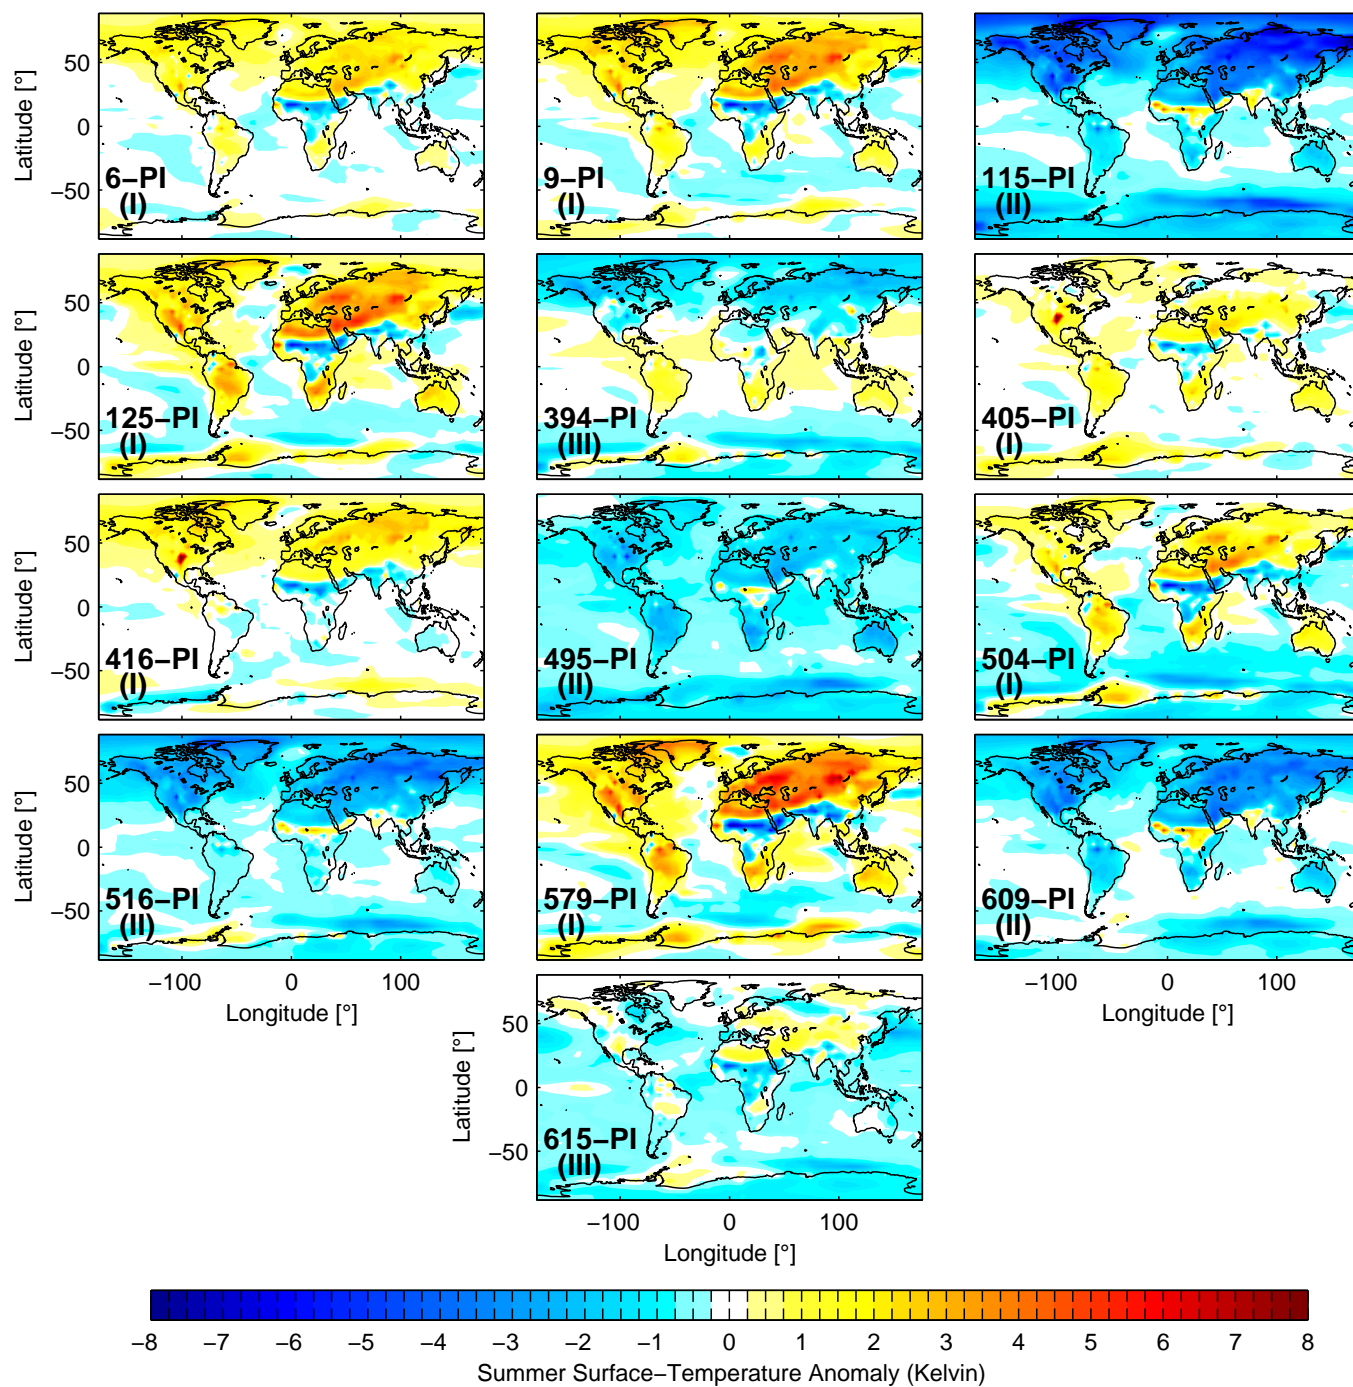 Latitude [°]
50
0
−50
6−PI
(I)
9−PI
(I)
115−PI
(II)
Latitude [°]
50
0
−50
125−PI
(I)
394−PI
(III)
405−PI
(I)
Latitude [°]
50
0
−50
416−PI
(I)
495−PI
(II)
504−PI
(I)
Latitude [°]
50
0
−50
516−PI
(II)
579−PI
(I)
609−PI
(II)
−100 0 100
Longitude [°]
−100 0 100
Longitude [°]
Latitude [°]
50
0
−50
615−PI
(III)
−100 0 100
Longitude [°]
−8 −7 −6 −5 −4 −3 −2 −1 0 1 2 3 4 5 6 7 8
Summer Surface−Temperature Anomaly (Kelvin)